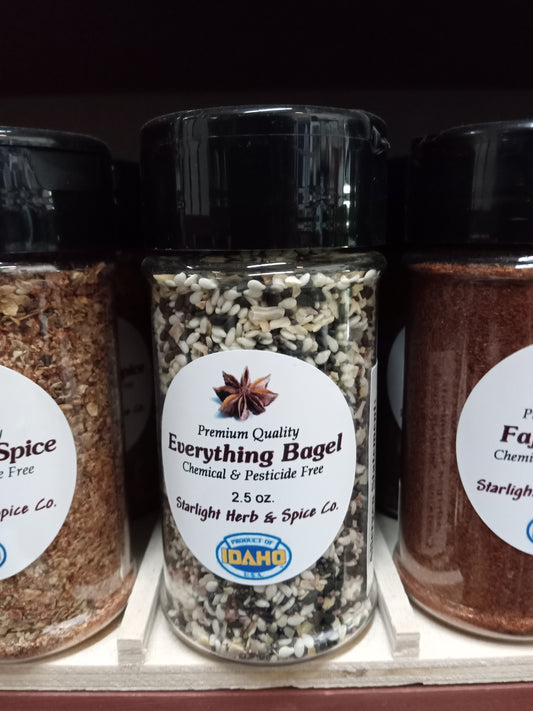 Premium Quality
Everything Bagel
Chemical & Pesticide Free
2.5 oz.
Starlight Herb & Spice Co.
PRODUCT OF
IDAHO
U.S.A.
Spice
Free
pice Co.
Fa
Chemi
Starligh